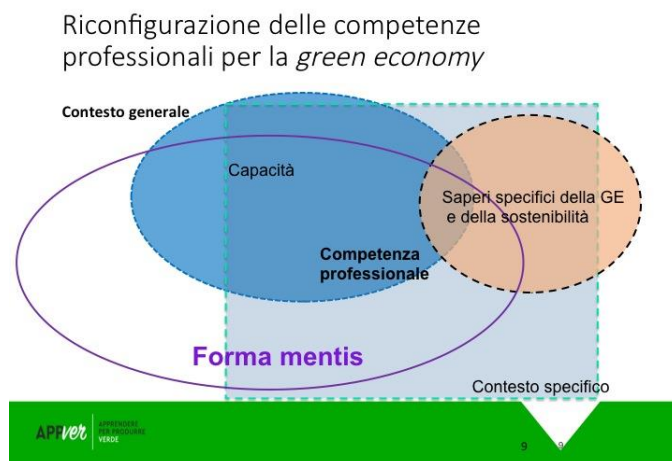 Riconfigurazione delle competenze
professionali per la green economy
Contesto generale
Capacità
Saperi specifici della GE
e della sostenibilità
Competenza
professionale
Forma mentis
Contesto specifico
APPVer
APPRENDERE
PER PRODURRE
VERDE
9
9